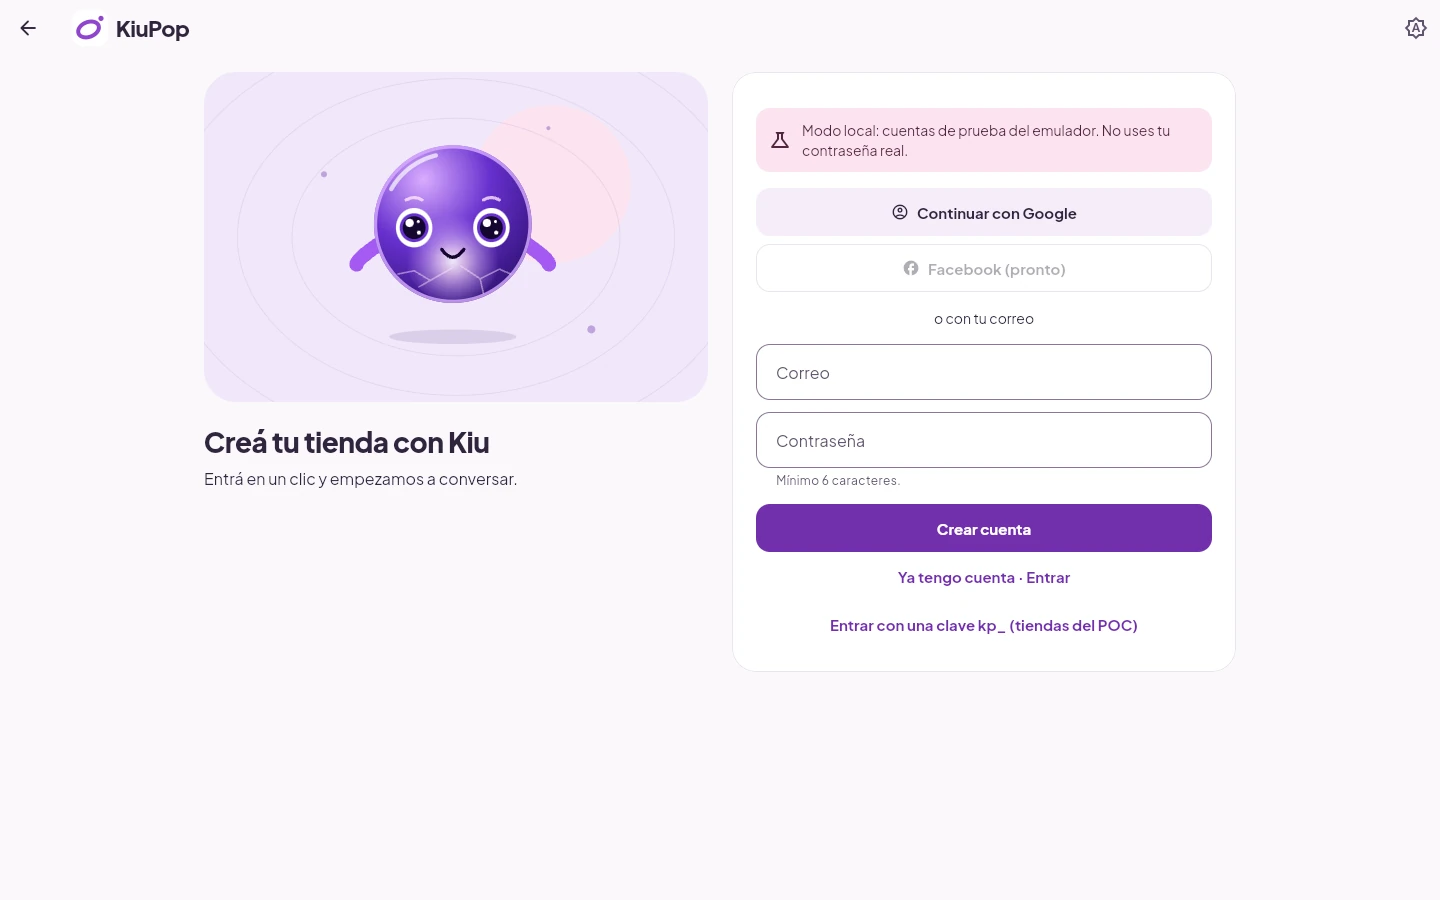 KiuPop
A
Creá tu tienda con Kiu
Entrá en un clic y empezamos a conversar.
Modo local: cuentas de prueba del emulador. No uses tu
contraseña real.
Continuar con Google
Facebook (pronto)
o con tu correo
Correo
Contraseña
Mínimo 6 caracteres.
Crear cuenta
Ya tengo cuenta · Entrar
Entrar con una clave kp_ (tiendas del POC)